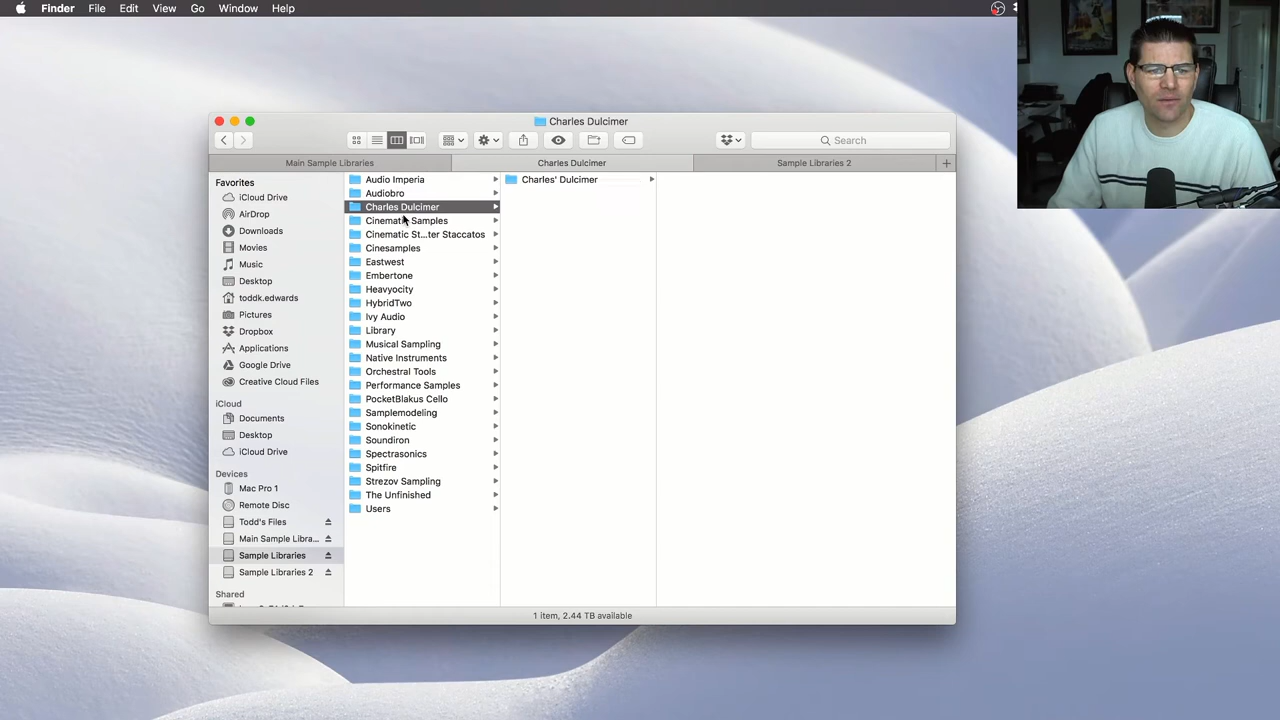 Finder File Edit View Go Window Help
Charles Dulcimer
Search
Main Sample Libraries Charles Dulcimer Sample Libraries 2 +
Favorites
iCloud Drive
AirDrop
Downloads
Movies
Music
Desktop
toddk.edwards
Pictures
Dropbox
Applications
Google Drive
Creative Cloud Files
iCloud
Documents
Desktop
iCloud Drive
Devices
Mac Pro 1
Remote Disc
Todd's Files
Main Sample Libra...
Sample Libraries
Sample Libraries 2
Shared
Audio Imperia
Audiobro
Charles Dulcimer
Cinematic Samples
Cinematic St...ter Staccatos
Cinesamples
Eastwest
Embertone
Heavyocity
HybridTwo
Ivy Audio
Library
Musical Sampling
Native Instruments
Orchestral Tools
Performance Samples
PocketBlakus Cello
Samplemodeling
Sonokinetic
Soundiron
Spectrasonics
Spitfire
Strezov Sampling
The Unfinished
Users
Charles' Dulcimer
1 item, 2.44 TB available